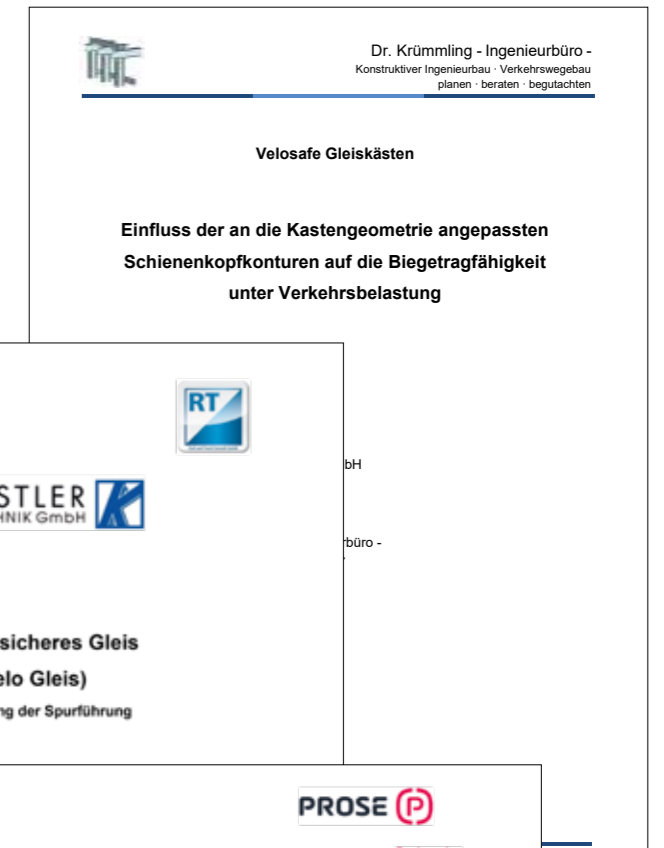 Dr. Krümmling - Ingenieurbüro -
Konstruktiver Ingenieurbau · Verkehrswegebau
planen · beraten · begutachten
Velosafe Gleiskästen
Einfluss der an die Kastengeometrie angepassten
Schienenkopfkonturen auf die Biegetragfähigkeit
unter Verkehrsbelastung
RT
bH
STLER
HNIK GmbH
rbüro -
sicheres Gleis
elo Gleis)
ng der Spurführung
PROSE P